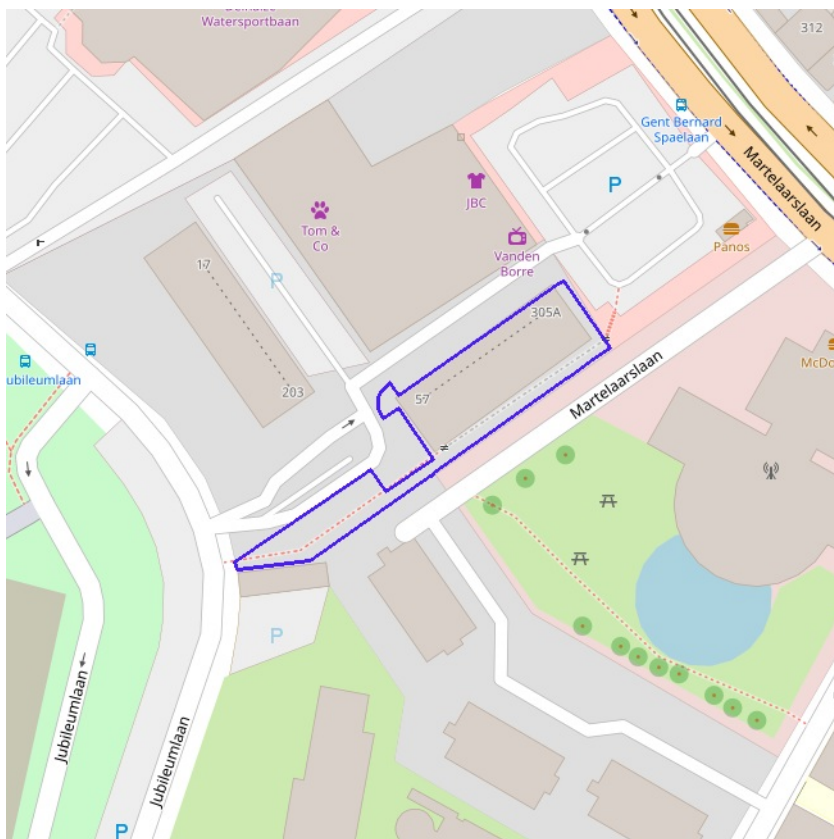 Watersportbaan
312
Gent Bernard
Spaelaan
P
JBC
Martelaarslaan
Tom &
Co
Vanden
Borre
Panos
17
P
305A
McDo
Jubileumlaan
203
57
Martelaarslaan
P
Jubileumlaan
Jubileumlaan
P